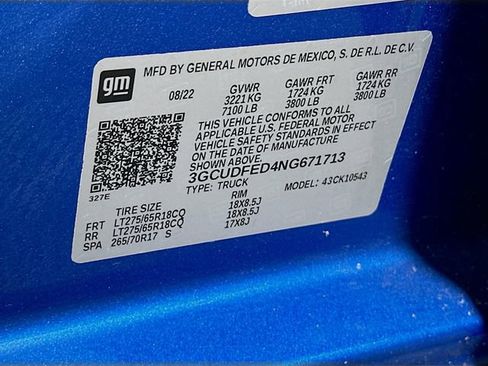 gm
MFD BY GENERAL MOTORS DE MEXICO, S. DE R.L. DE C.V.
08/22 GVWR GAWR FRT GAWR RR
3221 KG 1724 KG 1724 KG
7100 LB 3800 LB 3800 LB
THIS VEHICLE CONFORMS TO ALL
APPLICABLE U.S. FEDERAL MOTOR
VEHICLE SAFETY STANDARDS IN EFFECT
ON THE DATE OF MANUFACTURE
SHOWN ABOVE.
3GCUDFED4NG671713
TYPE: TRUCK MODEL: 43CK10543
327E
TIRE SIZE RIM
FRT LT275/65R18CQ 18X8.5J
RR LT275/65R18CQ 18X8.5J
SPA 265/70R17 S 17X8J